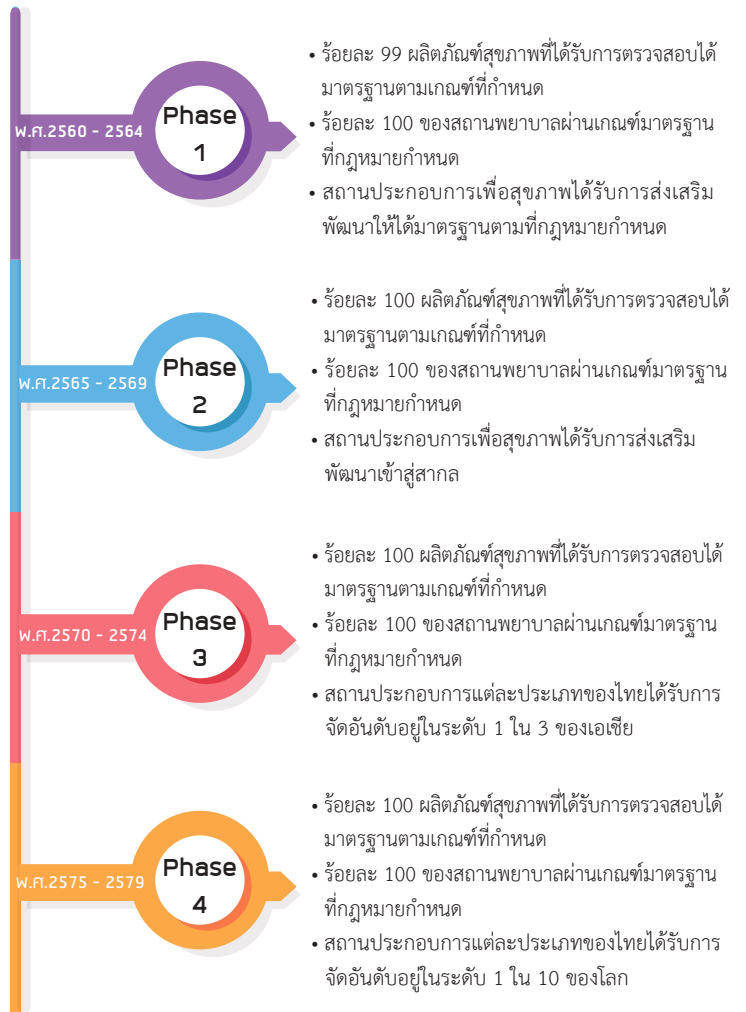 พ.ศ.2560 - 2564
Phase
1
• ร้อยละ 99 ผลิตภัณฑ์สุขภาพที่ได้รับการตรวจสอบได้
มาตรฐานตามเกณฑ์ที่กำหนด
• ร้อยละ 100 ของสถานพยาบาลผ่านเกณฑ์มาตรฐาน
ที่กฎหมายกำหนด
• สถานประกอบการเพื่อสุขภาพได้รับการส่งเสริม
พัฒนาให้ได้มาตรฐานตามที่กฎหมายกำหนด
พ.ศ.2565 - 2569
Phase
2
• ร้อยละ 100 ผลิตภัณฑ์สุขภาพที่ได้รับการตรวจสอบได้
มาตรฐานตามเกณฑ์ที่กำหนด
• ร้อยละ 100 ของสถานพยาบาลผ่านเกณฑ์มาตรฐาน
ที่กฎหมายกำหนด
• สถานประกอบการเพื่อสุขภาพได้รับการส่งเสริม
พัฒนาเข้าสู่สากล
พ.ศ.2570 - 2574
Phase
3
• ร้อยละ 100 ผลิตภัณฑ์สุขภาพที่ได้รับการตรวจสอบได้
มาตรฐานตามเกณฑ์ที่กำหนด
• ร้อยละ 100 ของสถานพยาบาลผ่านเกณฑ์มาตรฐาน
ที่กฎหมายกำหนด
• สถานประกอบการแต่ละประเภทของไทยได้รับการ
จัดอันดับอยู่ในระดับ 1 ใน 3 ของเอเชีย
พ.ศ.2575 - 2579
Phase
4
• ร้อยละ 100 ผลิตภัณฑ์สุขภาพที่ได้รับการตรวจสอบได้
มาตรฐานตามเกณฑ์ที่กำหนด
• ร้อยละ 100 ของสถานพยาบาลผ่านเกณฑ์มาตรฐาน
ที่กฎหมายกำหนด
• สถานประกอบการแต่ละประเภทของไทยได้รับการ
จัดอันดับอยู่ในระดับ 1 ใน 10 ของโลก